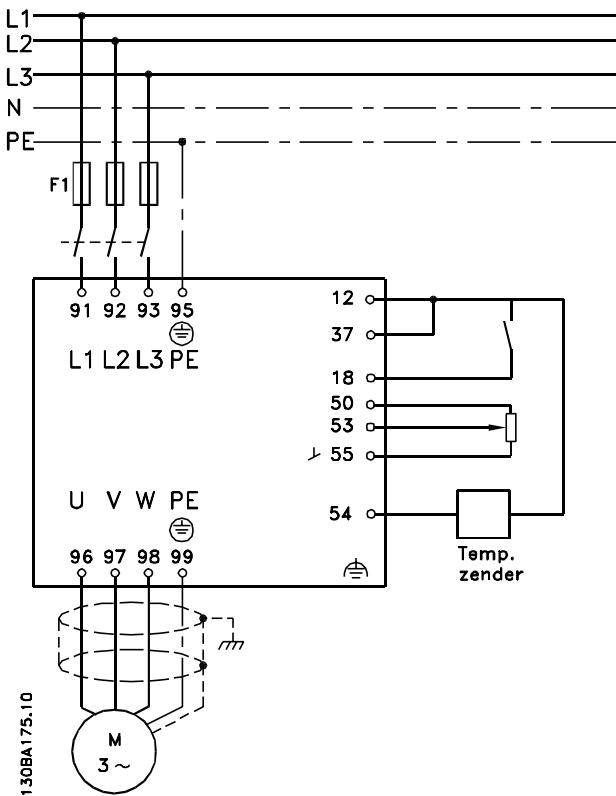 L1
L2
L3
N
PE
F1
91 92 93 95
L1 L2 L3 PE
12
37
18
50
53
55
54
U V W PE
96 97 98 99
Temp.
zender
M
3 ~
130BA175.10